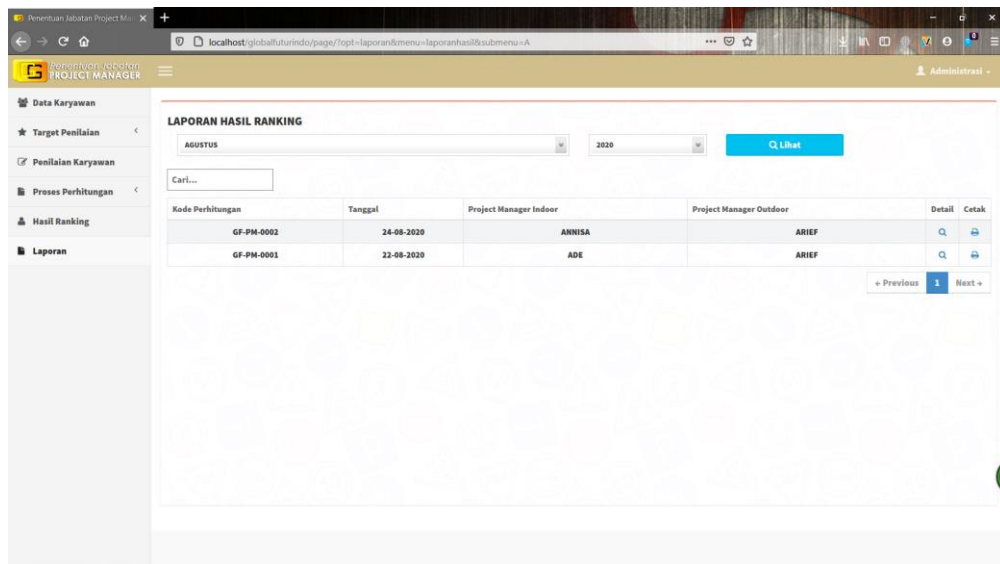 Penentuan Jabatan Project Ma
localhost/globalfuturindo/page/?opt=laporan&menu=laporanhasil&submenu=A
Penentuan Jabatan
PROJECT MANAGER
Administrasi
Data Karyawan
Target Penilaian
Penilaian Karyawan
Proses Perhitungan
Hasil Ranking
Laporan
LAPORAN HASIL RANKING
AGUSTUS 2020 Lihat
Cari...
Kode Perhitungan Tanggal Project Manager Indoor Project Manager Outdoor Detail Cetak
GF-PM-0002 24-08-2020 ANNISA ARIEF
GF-PM-0001 22-08-2020 ADE ARIEF
← Previous 1 Next →